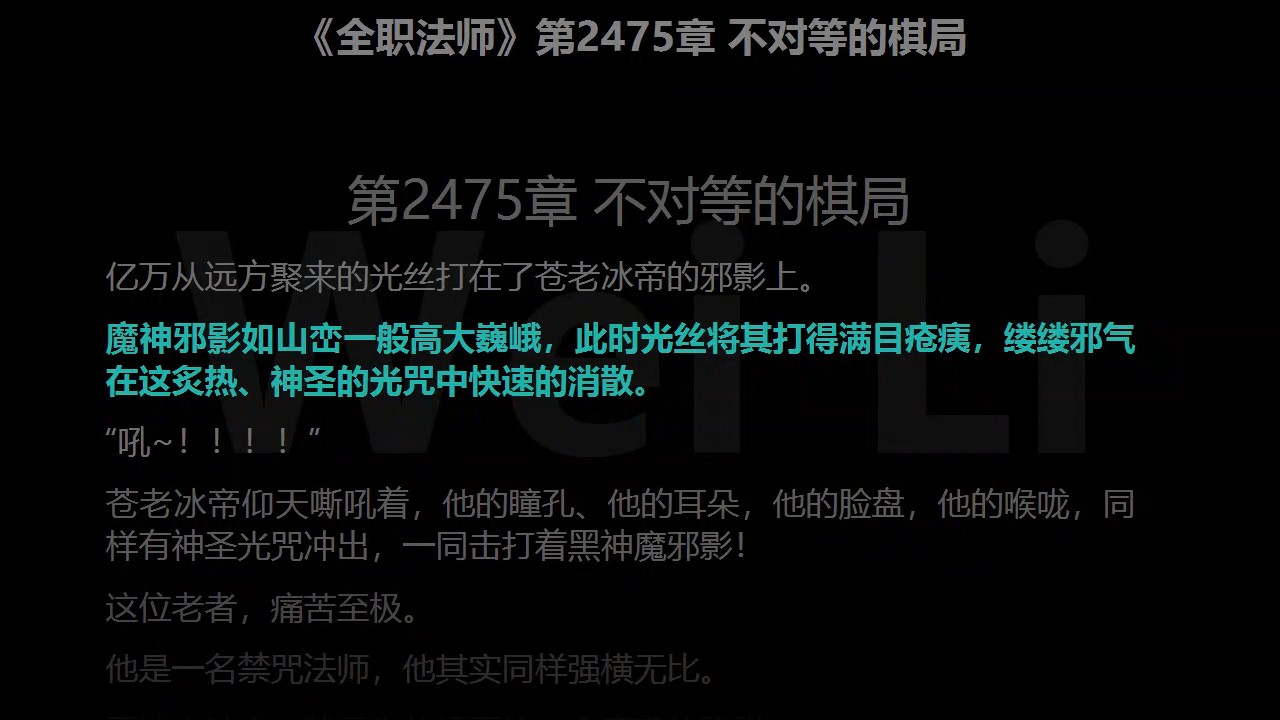 《全职法师》第2475章 不对等的棋局
第2475章 不对等的棋局
Wei Li
亿万从远方聚来的光丝打在了苍老冰帝的邪影上。
魔神邪影如山峦一般高大巍峨，此时光丝将其打得满目疮痍，缕缕邪气
在这炙热、神圣的光咒中快速的消散。
“吼~！！！！”
苍老冰帝仰天嘶吼着，他的瞳孔、他的耳朵，他的脸盘，他的喉咙，同
样有神圣光咒冲出，一同击打着黑神魔邪影！
这位老者，痛苦至极。
他是一名禁咒法师，他其实同样强横无比。